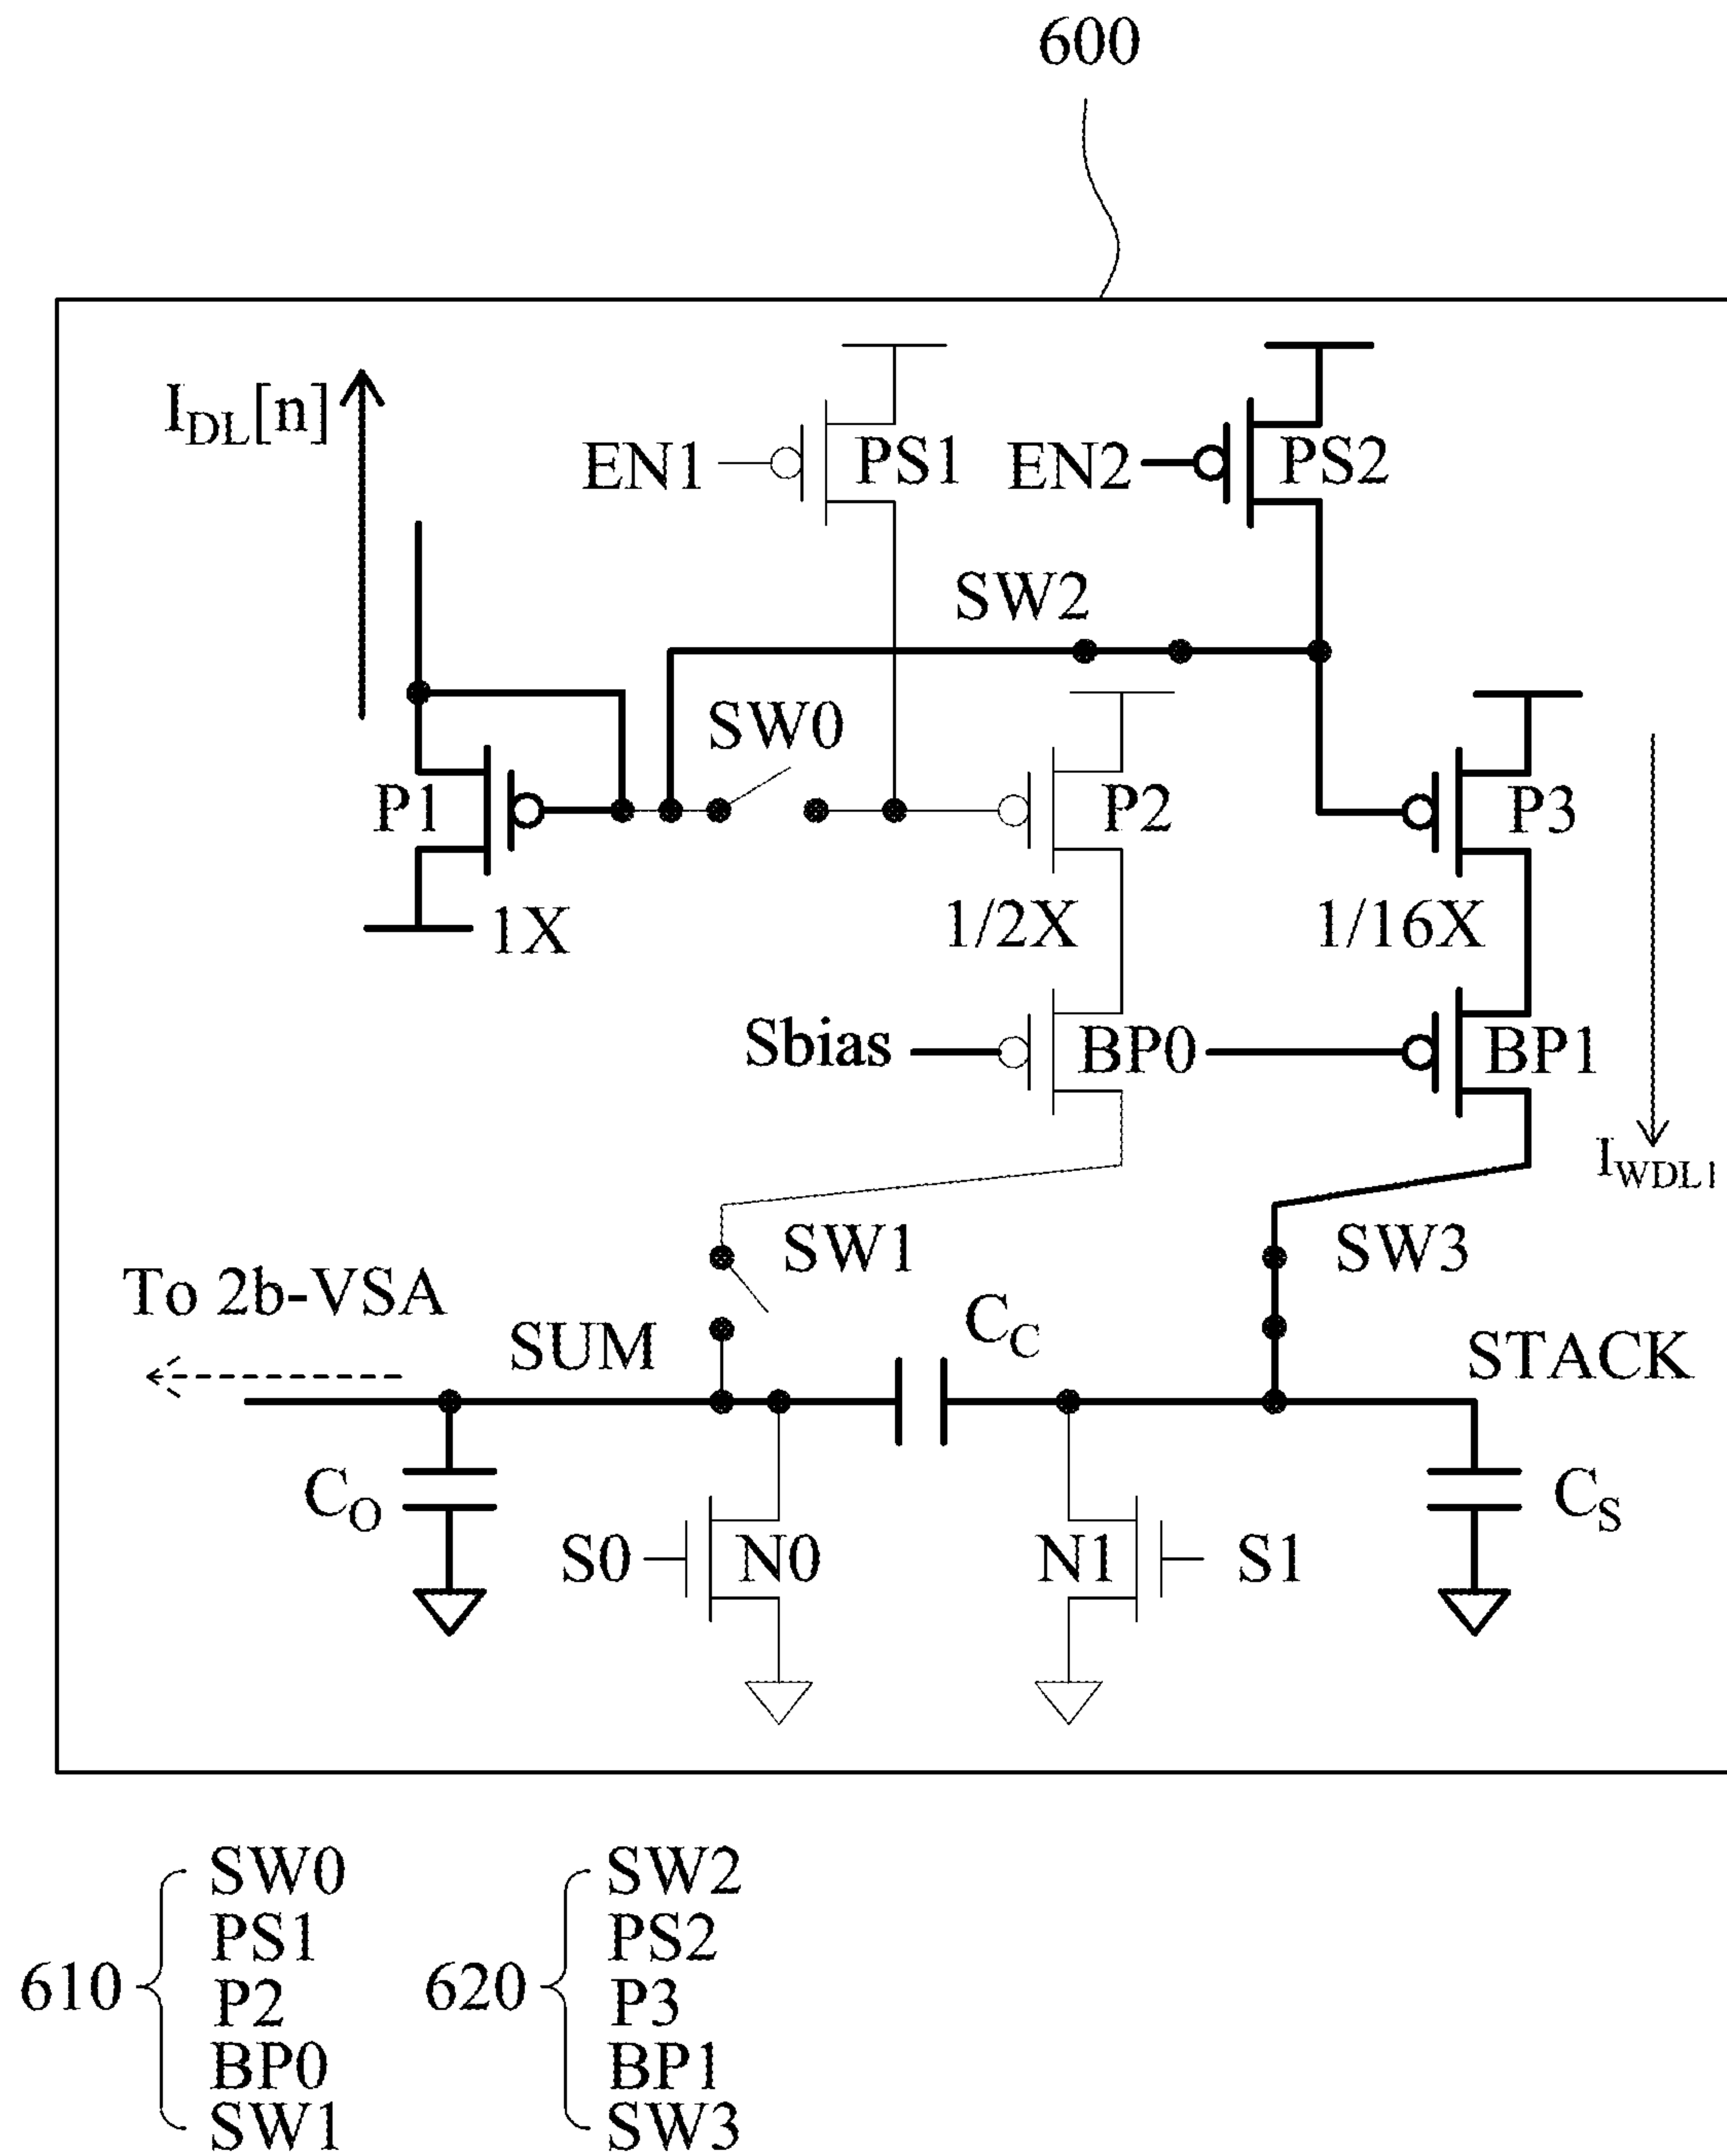 600
I_DL[n]
EN1
PS1
EN2
PS2
SW2
SW0
P1
P2
P3
1X
1/2X
1/16X
Sbias
BP0
BP1
I_WDL1
SW1
SW3
To 2b-VSA
SUM
C_C
STACK
C_O
S0
N0
N1
S1
C_S
610
SW0
PS1
P2
BP0
SW1
620
SW2
PS2
P3
BP1
SW3